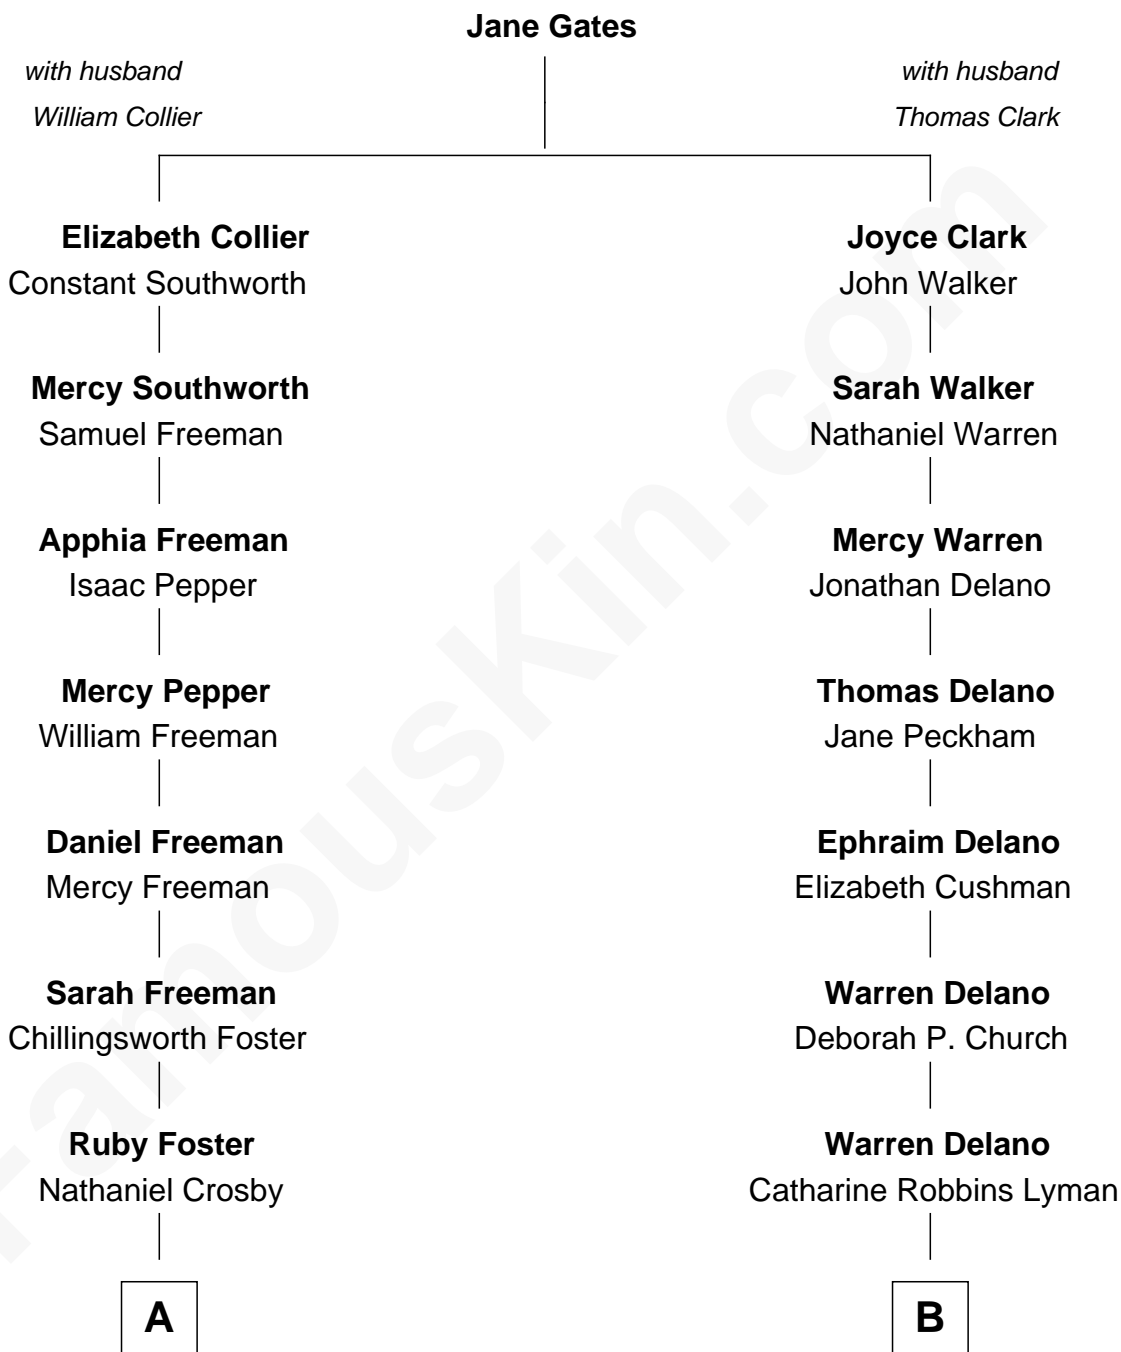 Jane Gates
with husband
William Collier
with husband
Thomas Clark
Elizabeth Collier
Constant Southworth
Joyce Clark
John Walker
Mercy Southworth
Samuel Freeman
Sarah Walker
Nathaniel Warren
Apphia Freeman
Isaac Pepper
Mercy Warren
Jonathan Delano
Mercy Pepper
William Freeman
Thomas Delano
Jane Peckham
Daniel Freeman
Mercy Freeman
Ephraim Delano
Elizabeth Cushman
Sarah Freeman
Chillingsworth Foster
Warren Delano
Deborah P. Church
Ruby Foster
Nathaniel Crosby
Warren Delano
Catharine Robbins Lyman
A
B
FamousKin.com